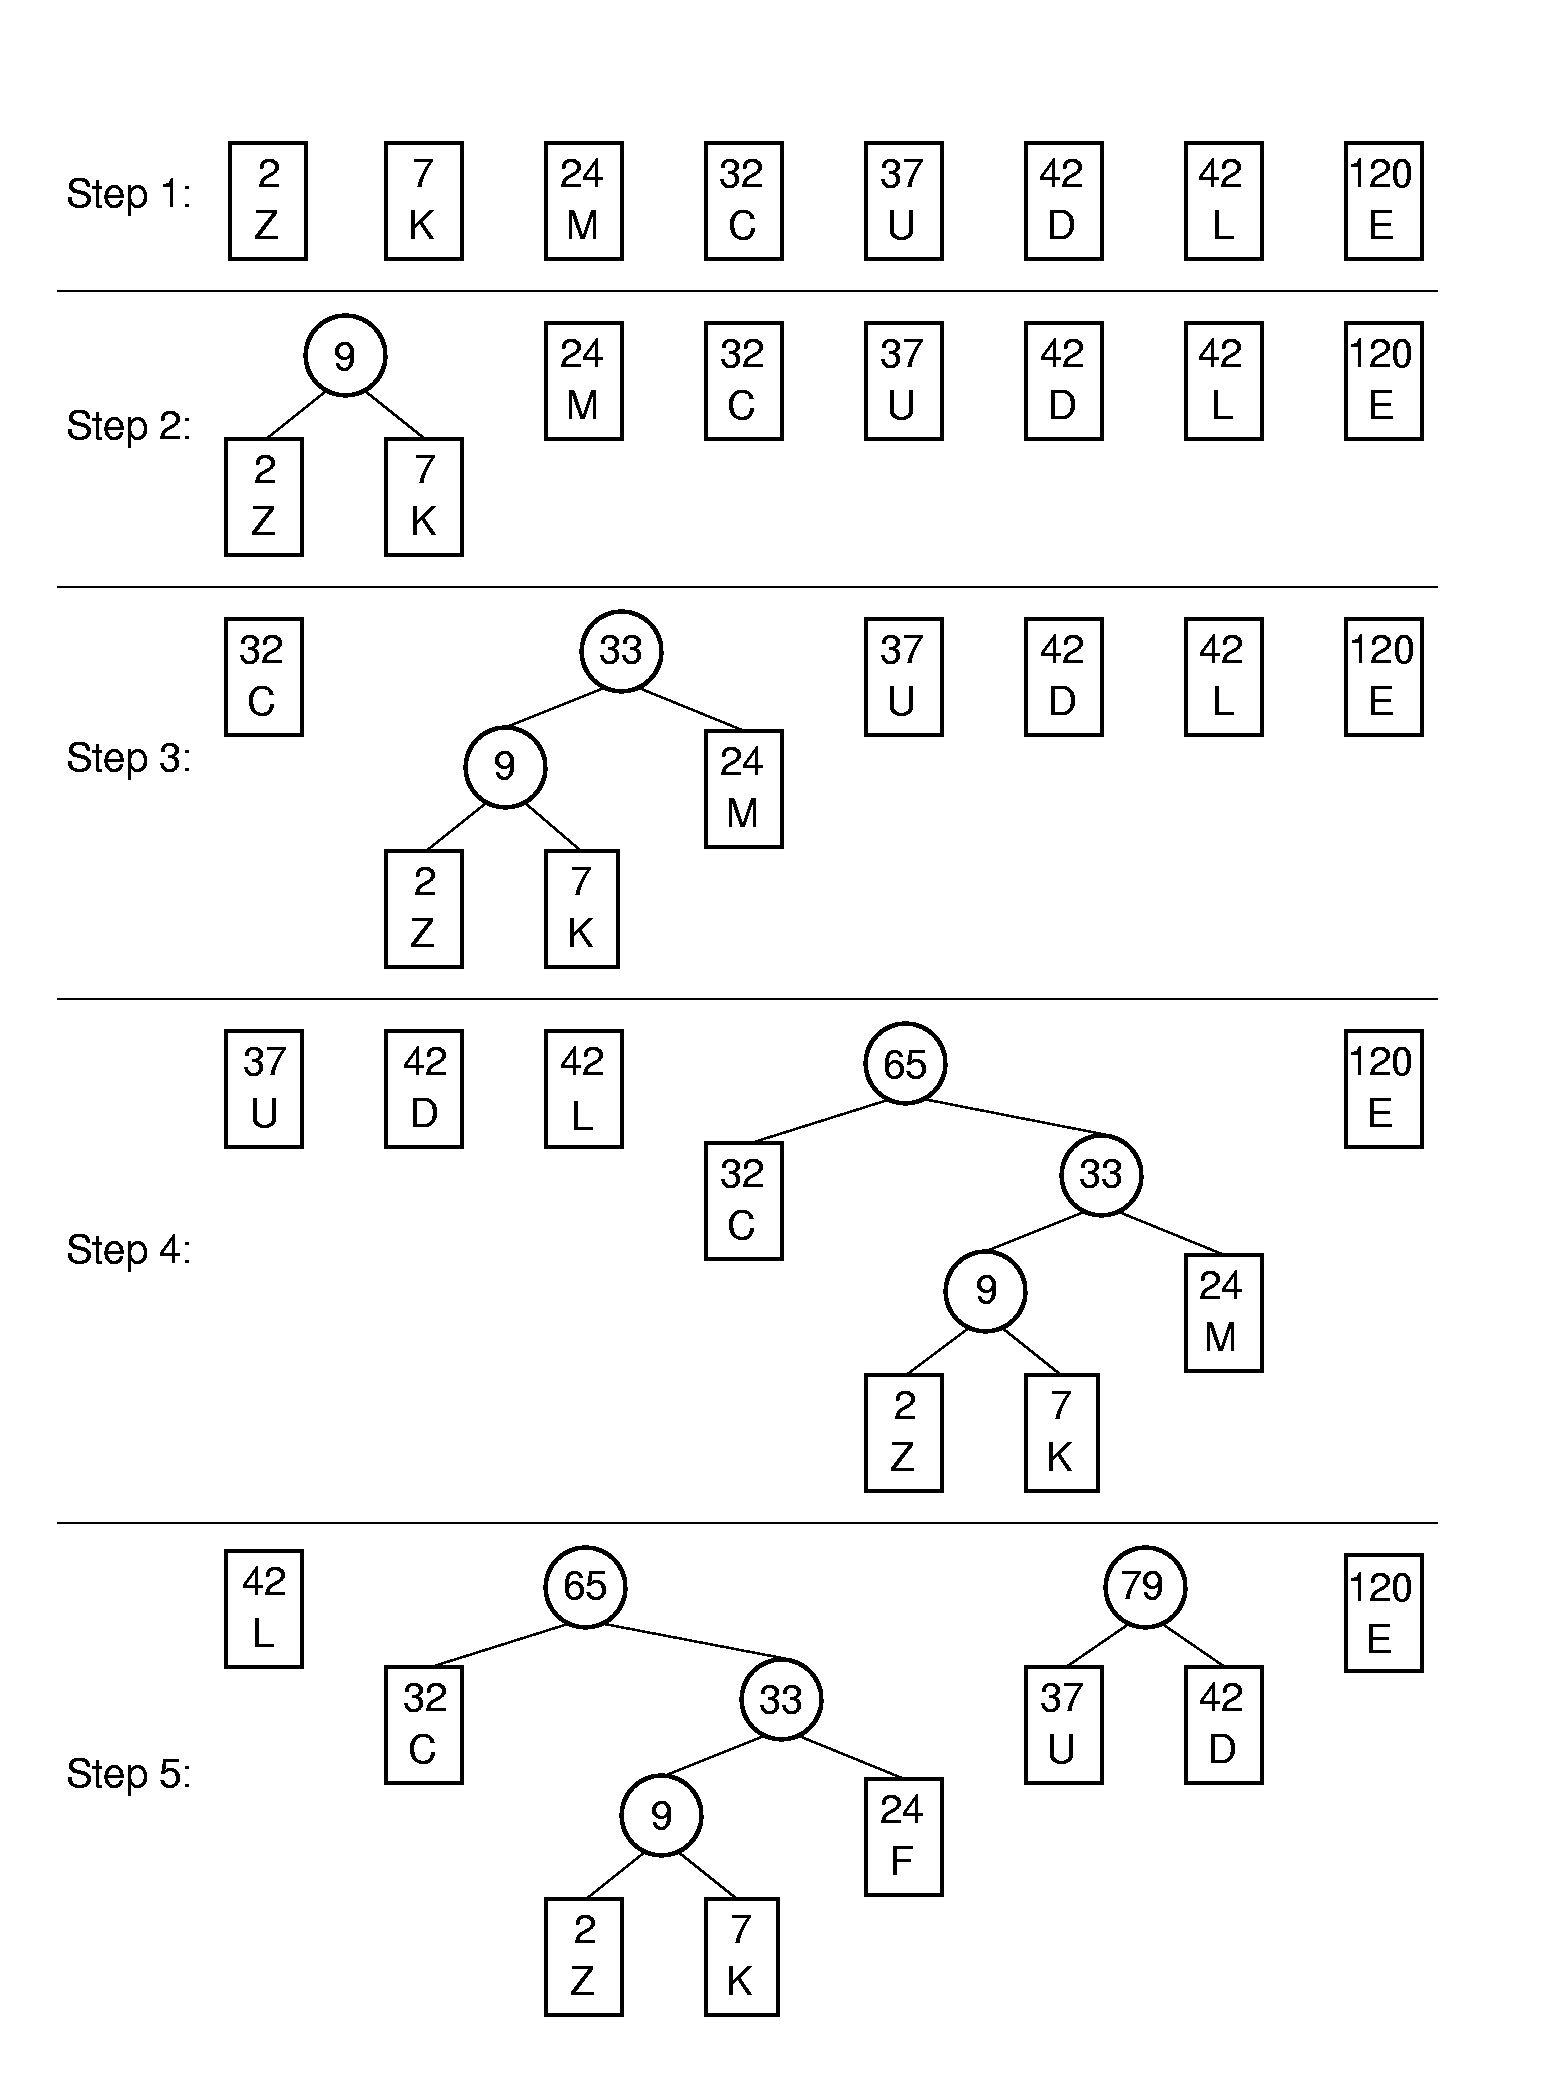 Step 1:
2 7 24 32 37 42 42 120
Z K M C U D L E
Step 2:
9
24 32 37 42 42 120
M C U D L E
2 7
Z K
Step 3:
32 33 37 42 42 120
C U D L E
9 24
M
2 7
Z K
Step 4:
37 42 42 65 120
U D L E
32 33
C
9 24
M
2 7
Z K
Step 5:
42 65 79 120
L E
32 33 37 42
C U D
9 24
F
2 7
Z K